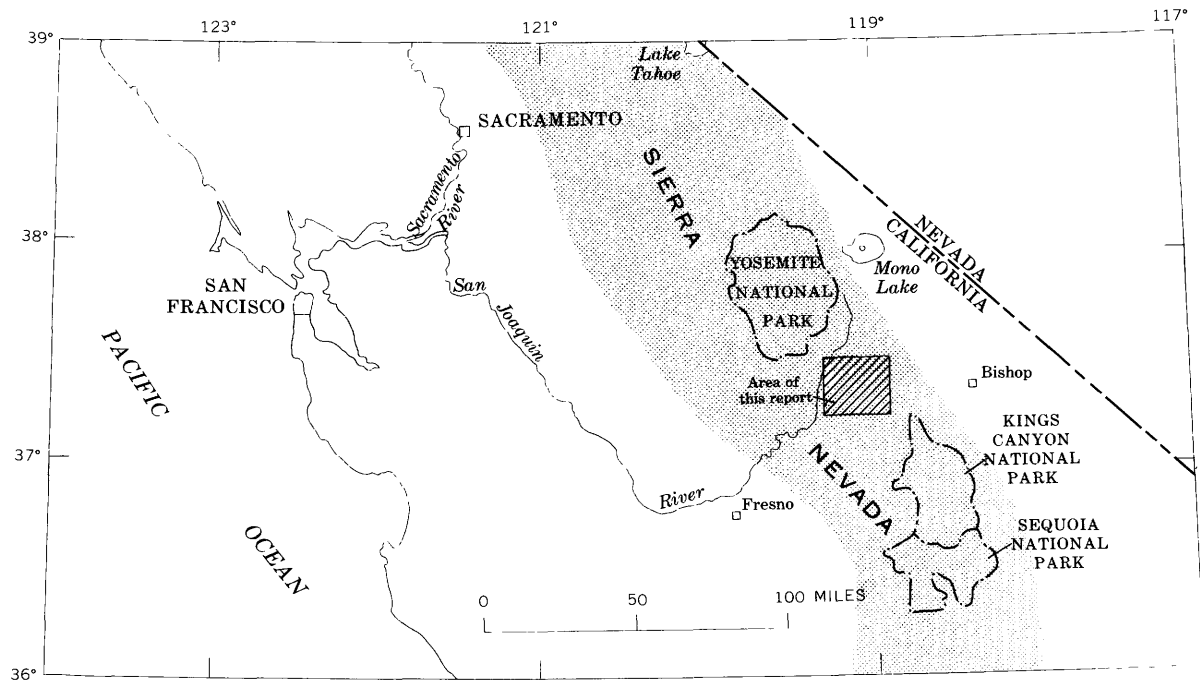 123°
121°
119°
117°
39°
Lake
Tahoe
SACRAMENTO
Sacramento
River
SIERRA
38°
NEVADA
CALIFORNIA
YOSEMITE
NATIONAL
PARK
Mono
Lake
SAN
FRANCISCO
San
Joaquin
PACIFIC
Bishop
Area of
this report
KINGS
CANYON
NATIONAL
PARK
37°
NEVADA
River
Fresno
SEQUOIA
NATIONAL
PARK
OCEAN
0
50
100 MILES
36°